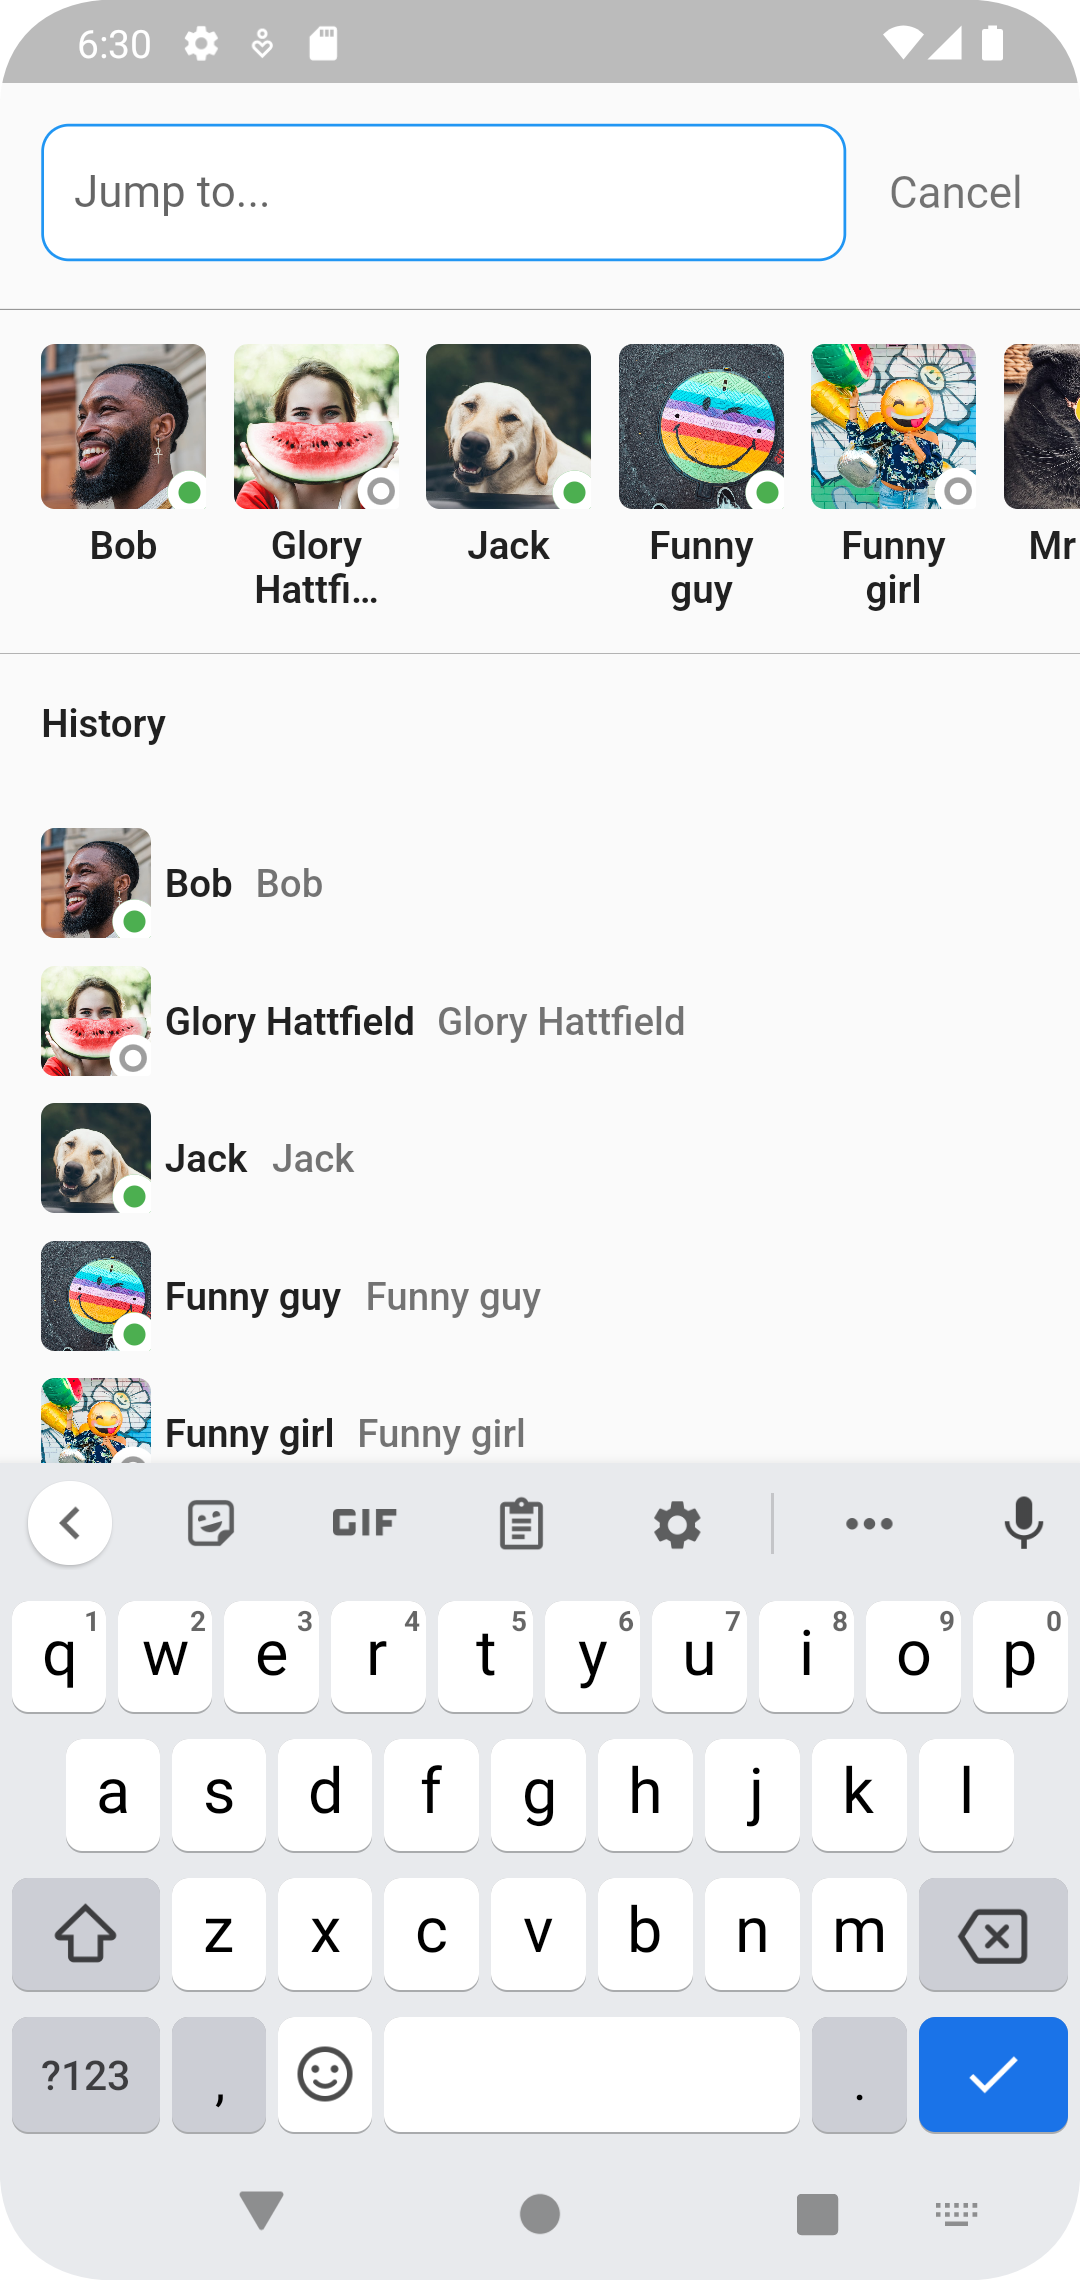 6:30
Jump to...
Cancel
Bob
Glory
Hattfi...
Jack
Funny
guy
Funny
girl
Mr
History
Bob Bob
Glory Hattfield Glory Hattfield
Jack Jack
Funny guy Funny guy
Funny girl Funny girl
GIF
q 1 w 2 e 3 r 4 t 5 y 6 u 7 i 8 o 9 p 0
a s d f g h j k l
z x c v b n m
?123 , .